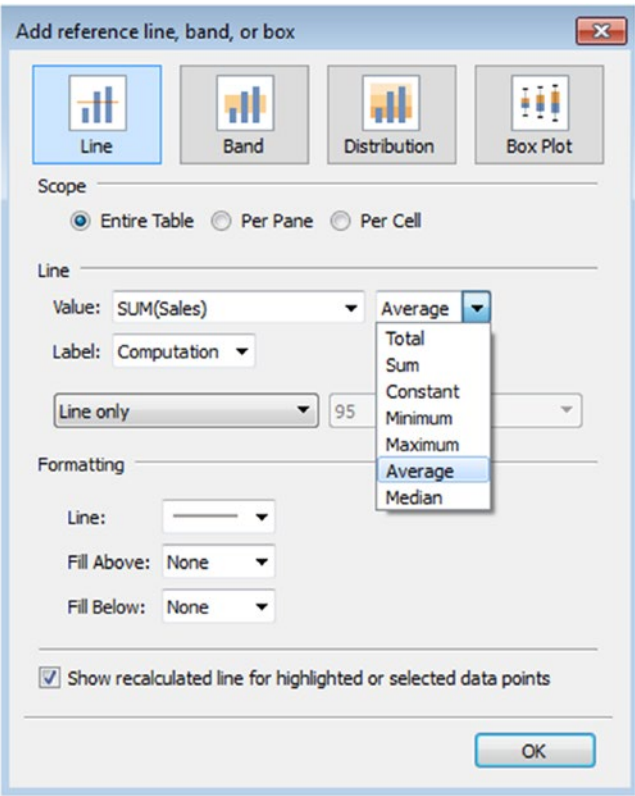 Add reference line, band, or box
Line Band Distribution Box Plot
Scope
Entire Table Per Pane Per Cell
Line
Value: SUM(Sales) Average
Label: Computation
Total
Sum
Constant
Minimum
Maximum
Average
Median
Line only 95
Formatting
Line:
Fill Above: None
Fill Below: None
Show recalculated line for highlighted or selected data points
OK